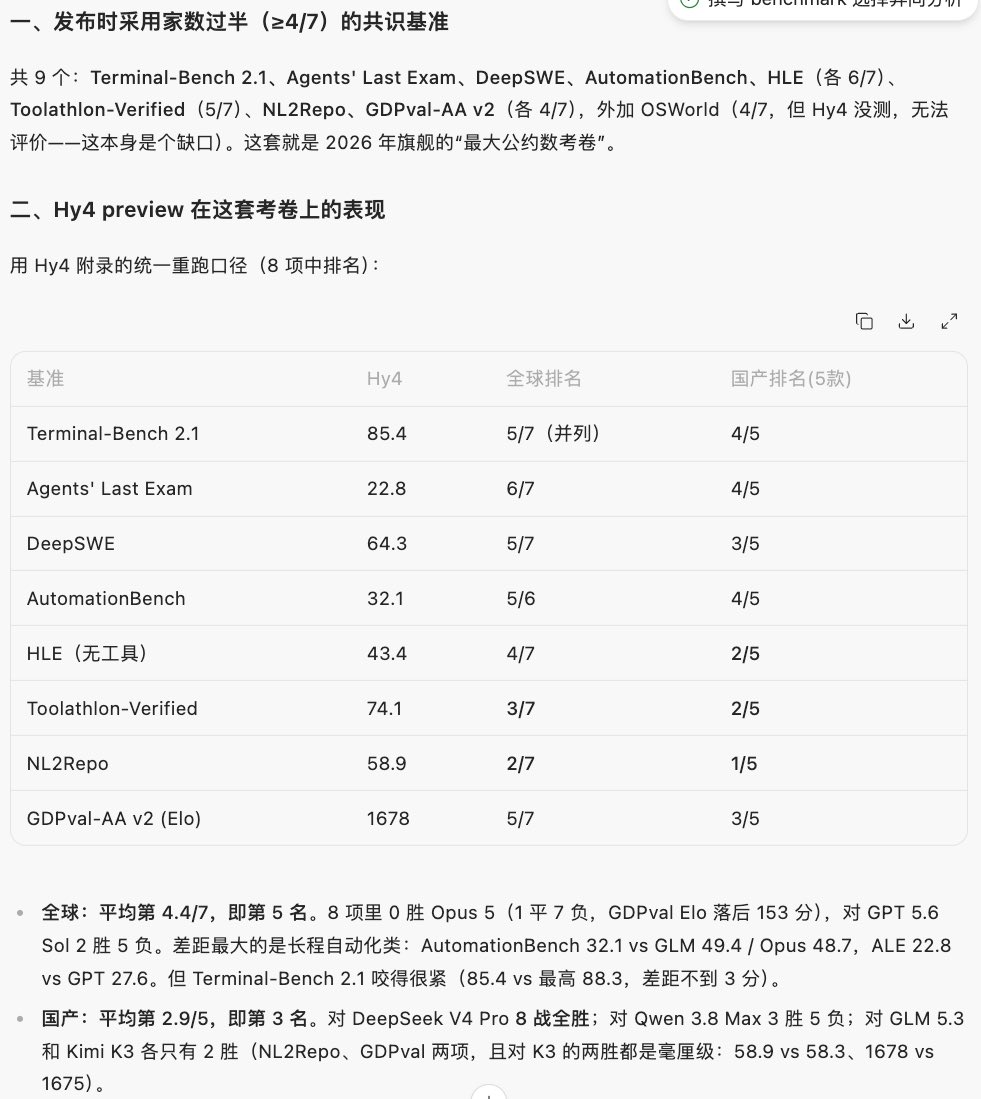 撰写 benchmark 选择异同分析
一、发布时采用家数过半（≥4/7）的共识基准
共 9 个：Terminal-Bench 2.1、Agents' Last Exam、DeepSWE、AutomationBench、HLE（各 6/7）、
Toolathlon-Verified（5/7）、NL2Repo、GDPval-AA v2（各 4/7），外加 OSWorld（4/7，但 Hy4 没测，无法
评价——这本身是个缺口）。这套就是 2026 年旗舰的“最大公约数考卷”。
二、Hy4 preview 在这套考卷上的表现
用 Hy4 附录的统一重跑口径（8 项中排名）：
基准 Hy4 全球排名 国产排名(5款)
Terminal-Bench 2.1 85.4 5/7（并列） 4/5
Agents' Last Exam 22.8 6/7 4/5
DeepSWE 64.3 5/7 3/5
AutomationBench 32.1 5/6 4/5
HLE（无工具） 43.4 4/7 2/5
Toolathlon-Verified 74.1 3/7 2/5
NL2Repo 58.9 2/7 1/5
GDPval-AA v2 (Elo) 1678 5/7 3/5
• 全球：平均第 4.4/7，即第 5 名。8 项里 0 胜 Opus 5（1 平 7 负，GDPval Elo 落后 153 分），对 GPT 5.6
Sol 2 胜 5 负。差距最大的是长程自动化类：AutomationBench 32.1 vs GLM 49.4 / Opus 48.7，ALE 22.8
vs GPT 27.6。但 Terminal-Bench 2.1 咬得很紧（85.4 vs 最高 88.3，差距不到 3 分）。
• 国产：平均第 2.9/5，即第 3 名。对 DeepSeek V4 Pro 8 战全胜；对 Qwen 3.8 Max 3 胜 5 负；对 GLM 5.3
和 Kimi K3 各只有 2 胜（NL2Repo、GDPval 两项，且对 K3 的两胜都是毫厘级：58.9 vs 58.3、1678 vs
1675）。